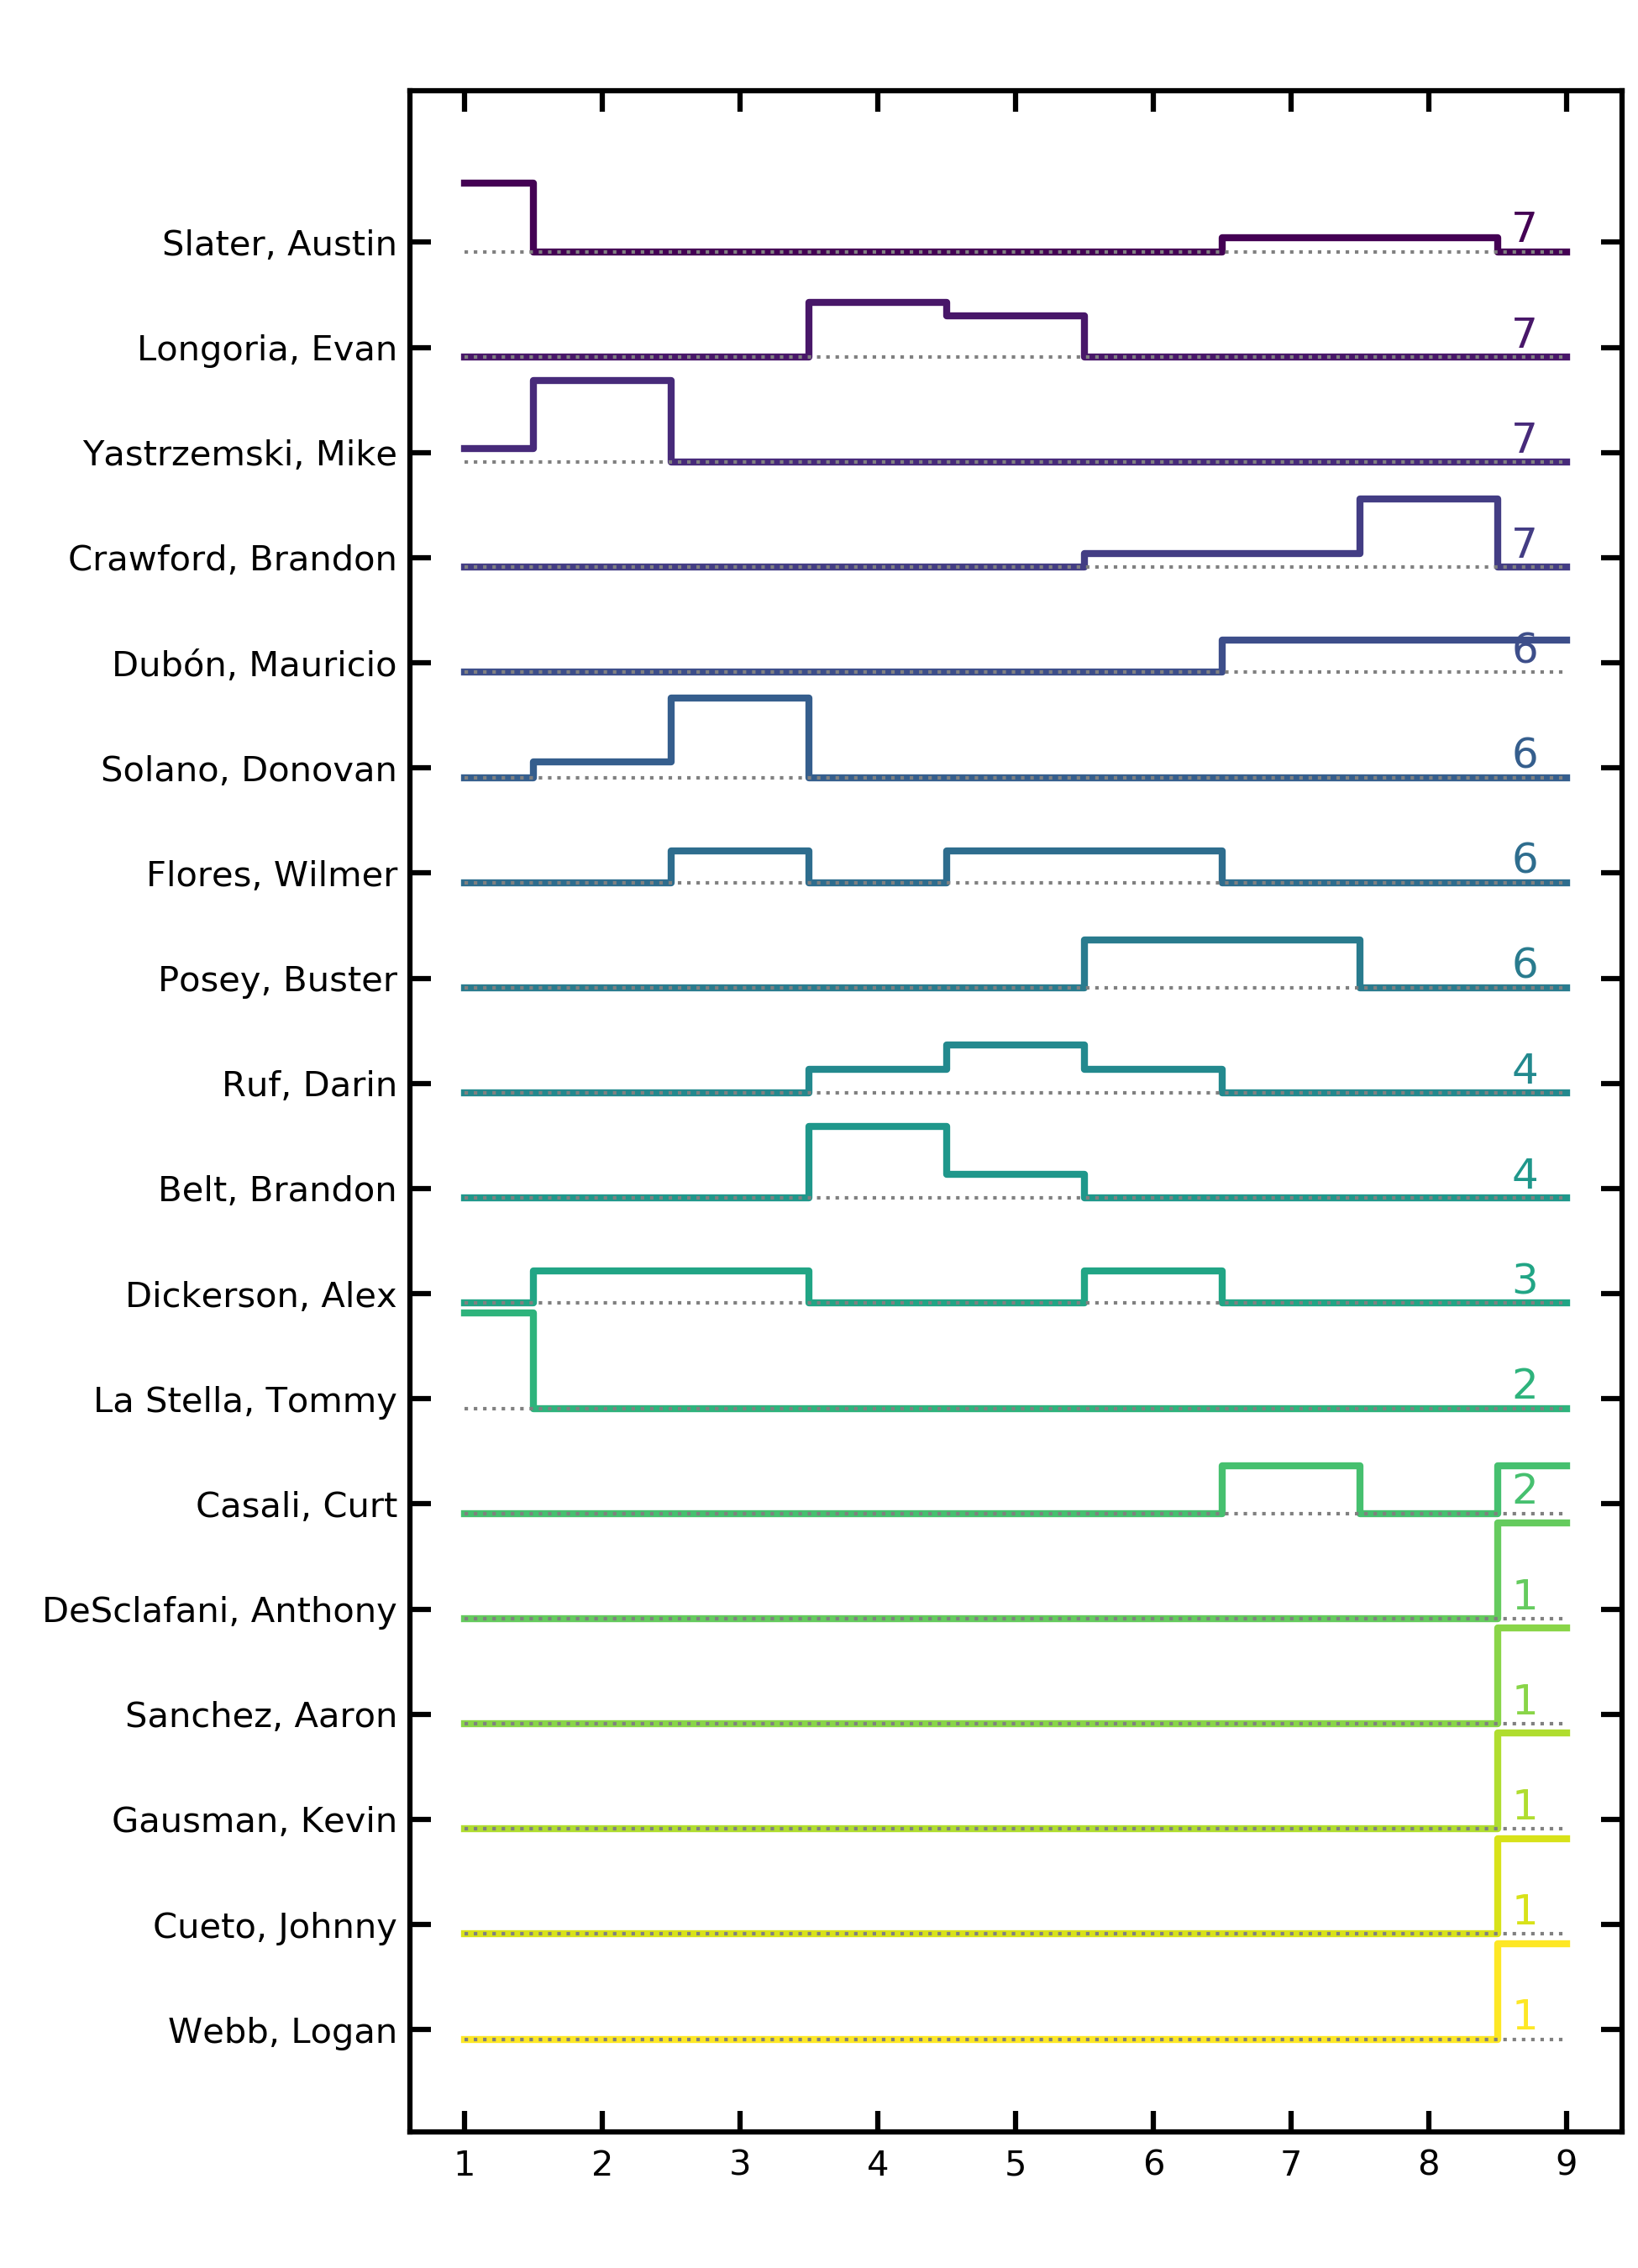 Slater, Austin 7
Longoria, Evan 7
Yastrzemski, Mike 7
Crawford, Brandon 7
Dubón, Mauricio 6
Solano, Donovan 6
Flores, Wilmer 6
Posey, Buster 6
Ruf, Darin 4
Belt, Brandon 4
Dickerson, Alex 3
La Stella, Tommy 2
Casali, Curt 2
DeSclafani, Anthony 1
Sanchez, Aaron 1
Gausman, Kevin 1
Cueto, Johnny 1
Webb, Logan 1
1 2 3 4 5 6 7 8 9